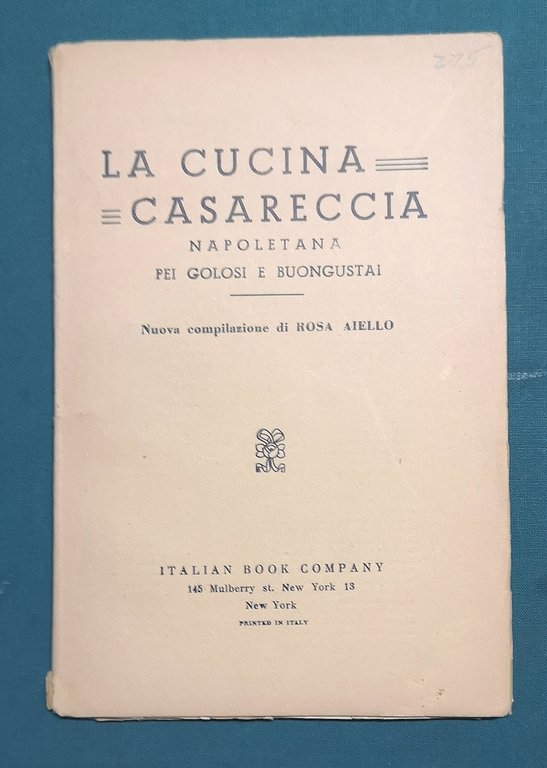 275
LA CUCINA
CASARECCIA
NAPOLETANA
PEI GOLOSI E BUONGUSTAI
Nuova compilazione di ROSA AIELLO
ITALIAN BOOK COMPANY
145 Mulberry st. New York 13
New York
PRINTED IN ITALY